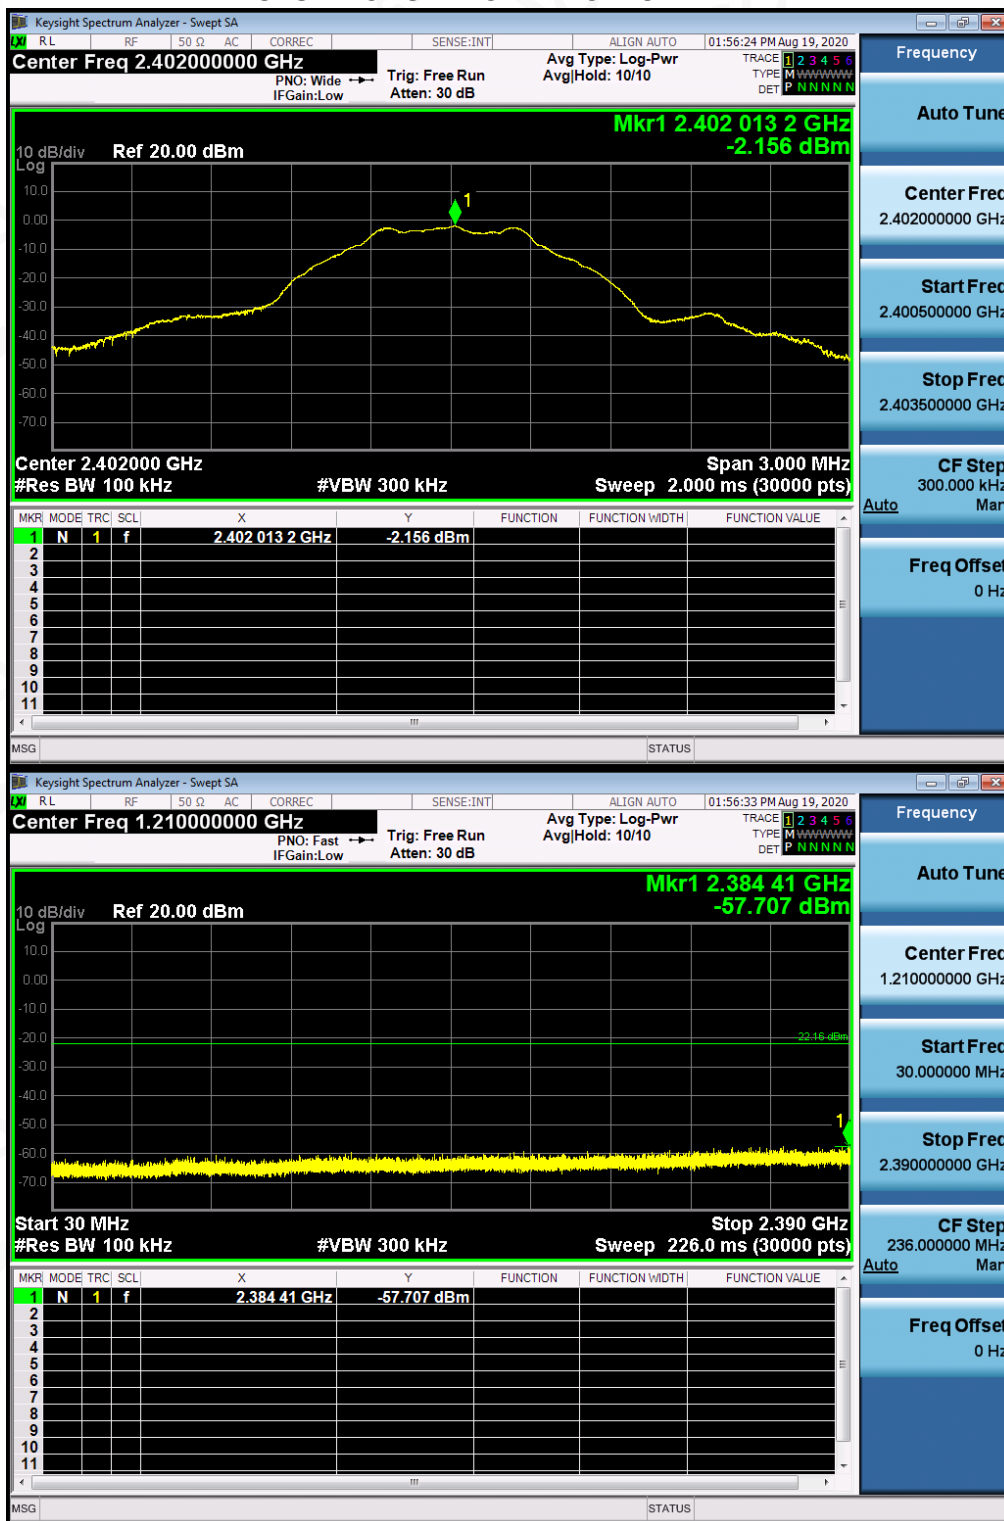 Keysight Spectrum Analyzer - Swept SA
LXI RL RF 50 Ω AC CORREC SENSE:INT ALIGN AUTO 01:56:24 PM Aug 19, 2020
Center Freq 2.402000000 GHz
PNO: Wide
IFGain:Low
Trig: Free Run
Atten: 30 dB
Avg Type: Log-Pwr
Avg|Hold: 10/10
TRACE 1 2 3 4 5 6
TYPE M WWWWW
DET P N N N N N
Mkr1 2.402 013 2 GHz
-2.156 dBm
10 dB/div Ref 20.00 dBm
Log
10.0
0.00
-10.0
-20.0
-30.0
-40.0
-50.0
-60.0
-70.0
1
Center 2.402000 GHz Span 3.000 MHz
#Res BW 100 kHz #VBW 300 kHz Sweep 2.000 ms (30000 pts)
MKR MODE TRC SCL X Y FUNCTION FUNCTION WIDTH FUNCTION VALUE
1 N 1 f 2.402 013 2 GHz -2.156 dBm
2
3
4
5
6
7
8
9
10
11
MSG STATUS
Frequency
Auto Tune
Center Freq
2.402000000 GHz
Start Freq
2.400500000 GHz
Stop Freq
2.403500000 GHz
CF Step
300.000 kHz
Auto Man
Freq Offset
0 Hz
Keysight Spectrum Analyzer - Swept SA
LXI RL RF 50 Ω AC CORREC SENSE:INT ALIGN AUTO 01:56:33 PM Aug 19, 2020
Center Freq 1.210000000 GHz
PNO: Fast
IFGain:Low
Trig: Free Run
Atten: 30 dB
Avg Type: Log-Pwr
Avg|Hold: 10/10
TRACE 1 2 3 4 5 6
TYPE M WWWWW
DET P N N N N N
Mkr1 2.384 41 GHz
-57.707 dBm
10 dB/div Ref 20.00 dBm
Log
10.0
0.00
-10.0
-20.0
-30.0
-40.0
-50.0
-60.0
-70.0
-22.16 dBm
1
Start 30 MHz Stop 2.390 GHz
#Res BW 100 kHz #VBW 300 kHz Sweep 226.0 ms (30000 pts)
MKR MODE TRC SCL X Y FUNCTION FUNCTION WIDTH FUNCTION VALUE
1 N 1 f 2.384 41 GHz -57.707 dBm
2
3
4
5
6
7
8
9
10
11
MSG STATUS
Frequency
Auto Tune
Center Freq
1.210000000 GHz
Start Freq
30.000000 MHz
Stop Freq
2.390000000 GHz
CF Step
236.000000 MHz
Auto Man
Freq Offset
0 Hz